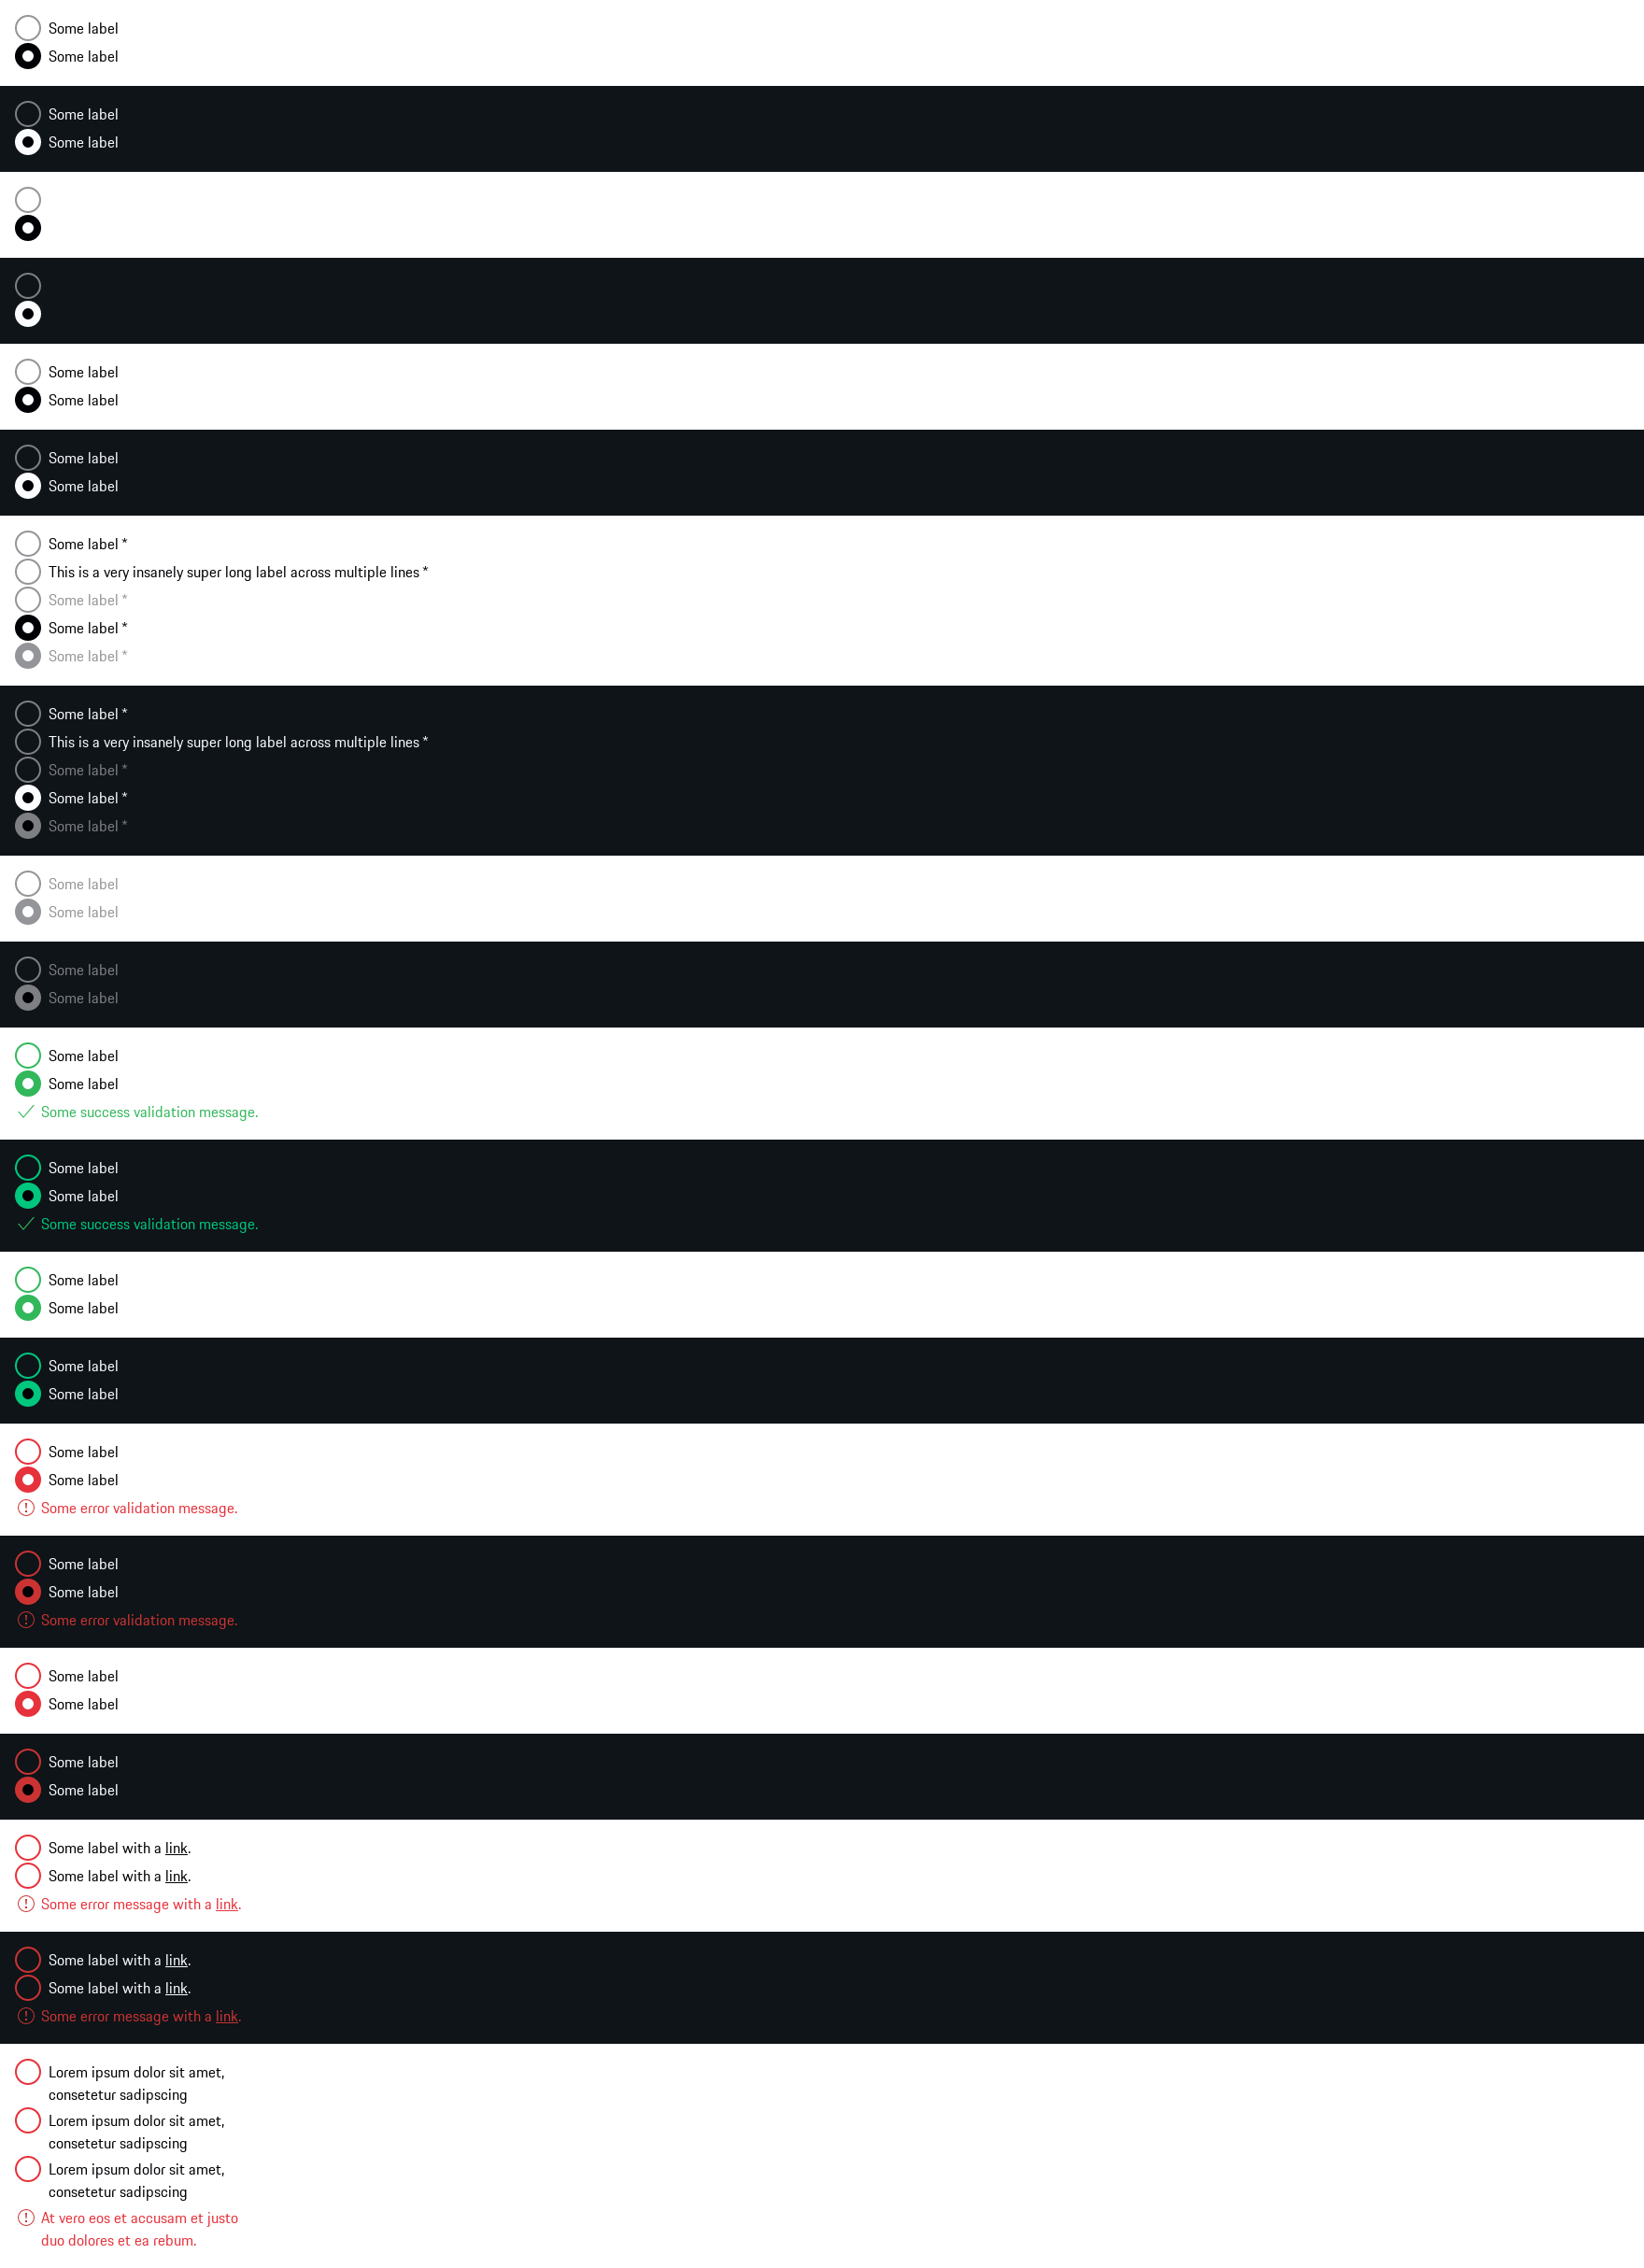 Some label
Some label
Some label
Some label
Some label
Some label
Some label
Some label
Some label *
This is a very insanely super long label across multiple lines *
Some label *
Some label *
Some label *
Some label *
This is a very insanely super long label across multiple lines *
Some label *
Some label *
Some label *
Some label
Some label
Some label
Some label
Some label
Some label
Some success validation message.
Some label
Some label
Some success validation message.
Some label
Some label
Some label
Some label
Some label
Some label
Some error validation message.
Some label
Some label
Some error validation message.
Some label
Some label
Some label
Some label
Some label with a link.
Some label with a link.
Some error message with a link.
Some label with a link.
Some label with a link.
Some error message with a link.
Lorem ipsum dolor sit amet,
consetetur sadipscing
Lorem ipsum dolor sit amet,
consetetur sadipscing
Lorem ipsum dolor sit amet,
consetetur sadipscing
At vero eos et accusam et justo
duo dolores et ea rebum.